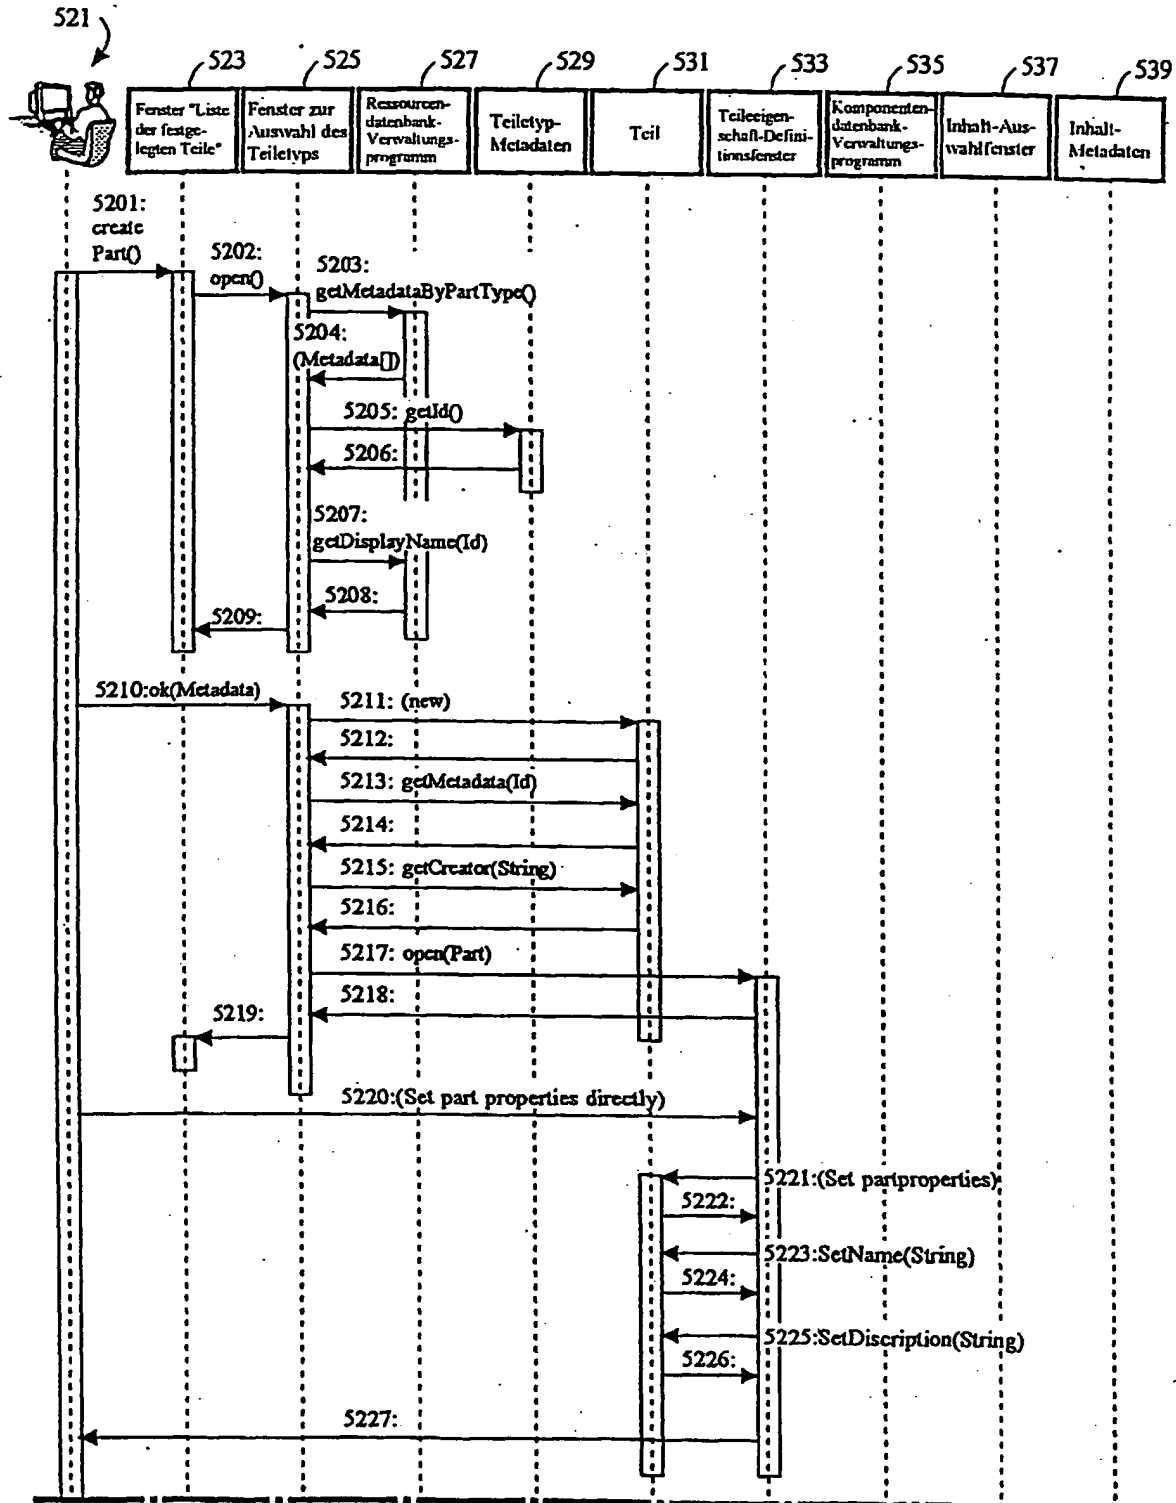 521
523
525
527
529
531
533
535
537
539
Fenster "Liste
der festge-
legten Teile"
Fenster zur
Auswahl des
Teiletyps
Ressourcen-
datenbank-
Verwaltungs-
programm
Teiletyp-
Metadaten
Teil
Teileeigen-
schaft-Defini-
tionsfenster
Komponenten-
datenbank-
Verwaltungs-
programm
Inhalt-Aus-
wahlfenster
Inhalt-
Metadaten
5201:
create
Part()
5202:
open()
5203:
getMetadataByPartType()
5204:
(Metadata[])
5205: getId()
5206:
5207:
getDisplayName(Id)
5208:
5209:
5210:ok(Metadata)
5211: (new)
5212:
5213: getMetadata(Id)
5214:
5215: getCreator(String)
5216:
5217: open(Part)
5218:
5219:
5220:(Set part properties directly)
5221:(Set partproperties)
5222:
5223:SetName(String)
5224:
5225:SetDiscription(String)
5226:
5227: